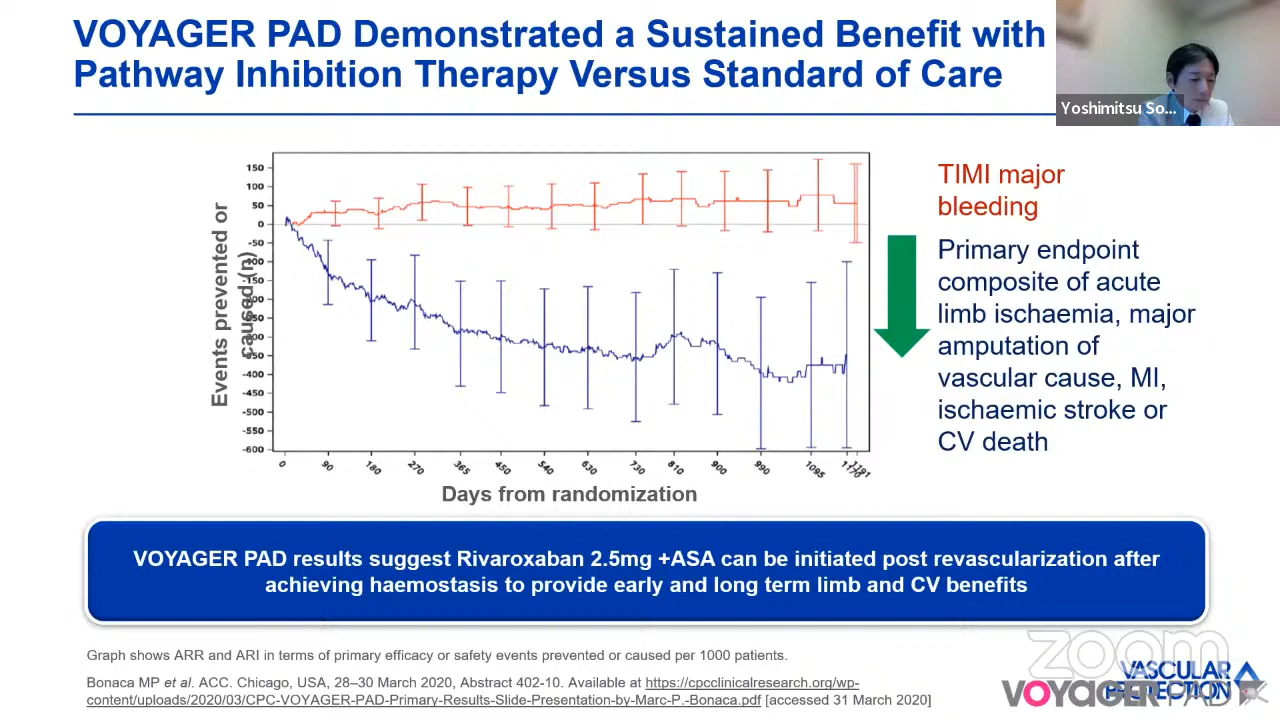 VOYAGER PAD Demonstrated a Sustained Benefit with
Pathway Inhibition Therapy Versus Standard of Care
Yoshimitsu So...
TIMI major
bleeding
Primary endpoint
composite of acute
limb ischaemia, major
amputation of
vascular cause, MI,
ischaemic stroke or
CV death
Events prevented or
caused (n)
150
100
50
0
-50
-400
-450
-500
-550
-600
0
90
180
270
365
450
540
630
730
810
900
990
1095
1170
1191
Days from randomization
VOYAGER PAD results suggest Rivaroxaban 2.5mg +ASA can be initiated post revascularization after
achieving haemostasis to provide early and long term limb and CV benefits
Graph shows ARR and ARI in terms of primary efficacy or safety events prevented or caused per 1000 patients.
Bonaca MP et al. ACC. Chicago, USA, 28–30 March 2020, Abstract 402-10. Available at https://cpcclinicalresearch.org/wp-
content/uploads/2020/03/CPC-VOYAGER-PAD-Primary-Results-Slide-Presentation-by-Marc-P.-Bonaca.pdf [accessed 31 March 2020]
zoom
VASCULAR
PROTECTION
VOYAGER PAD